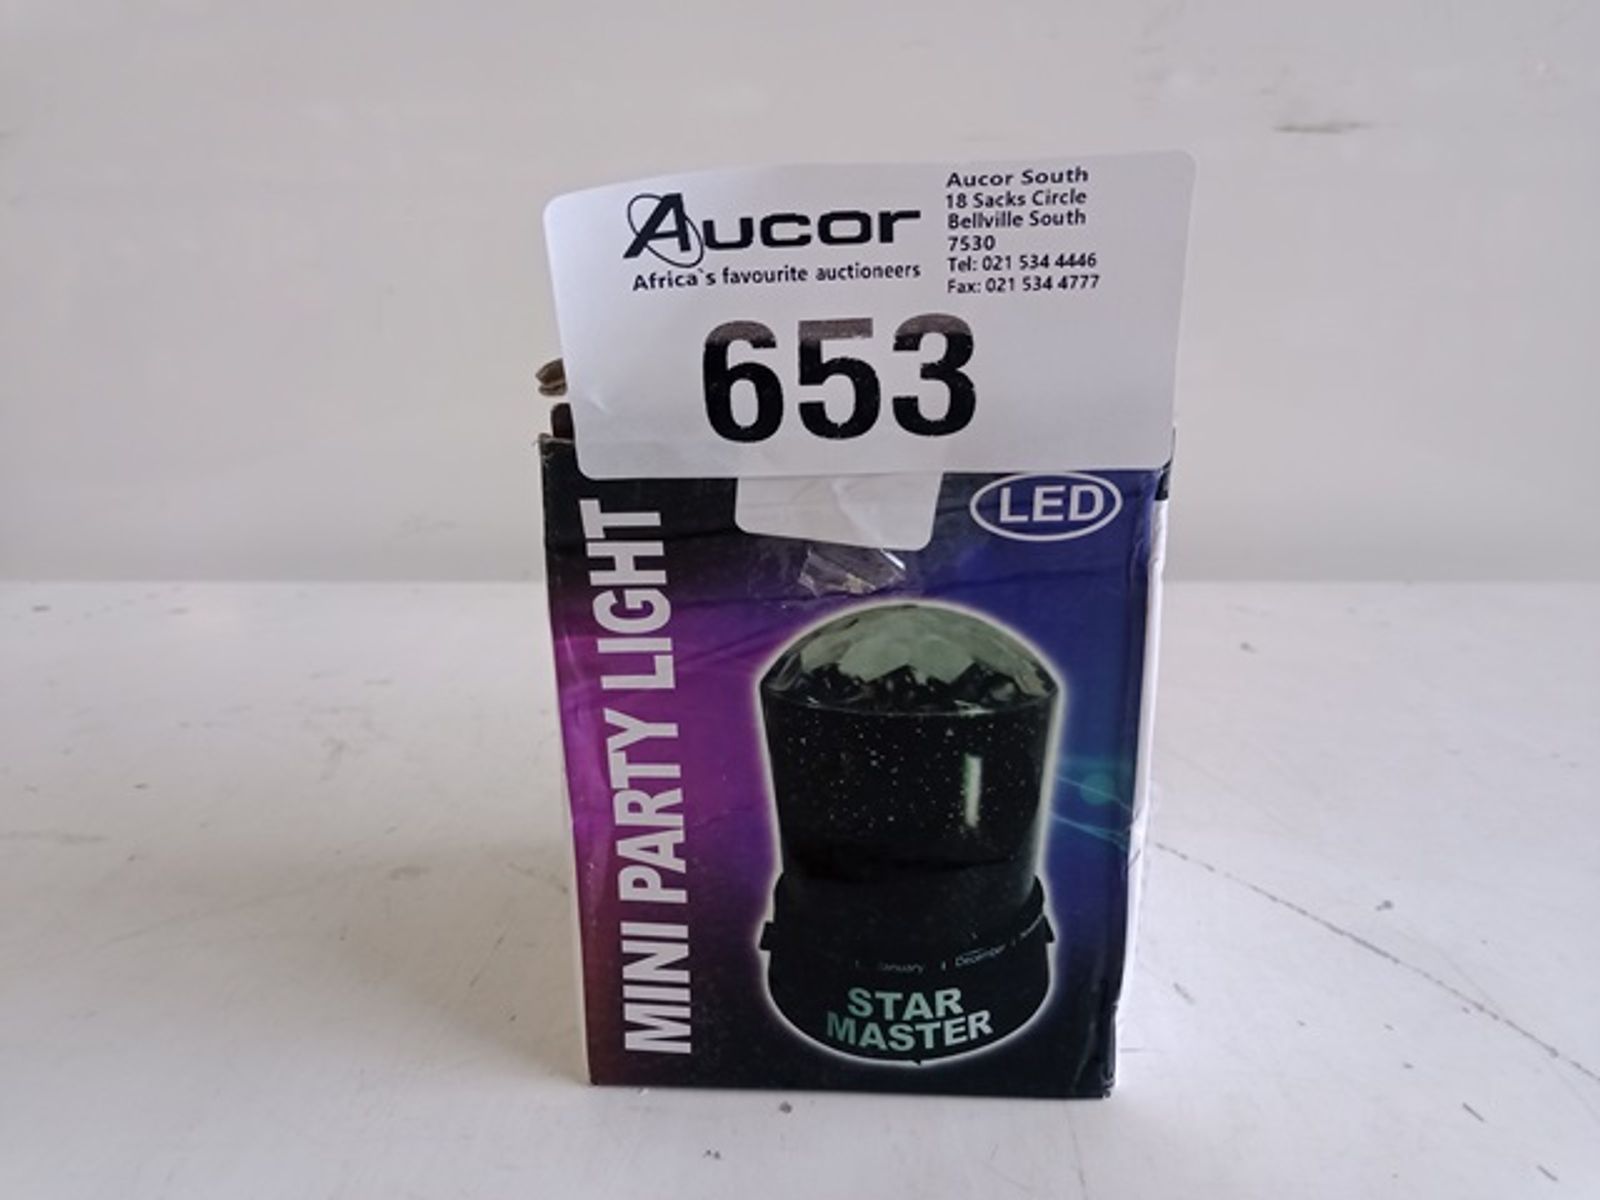 Aucor
Africa`s favourite auctioneers
Aucor South
18 Sacks Circle
Bellville South
7530
Tel: 021 534 4446
Fax: 021 534 4777
653
LED
MINI PARTY LIGHT
January December
STAR
MASTER